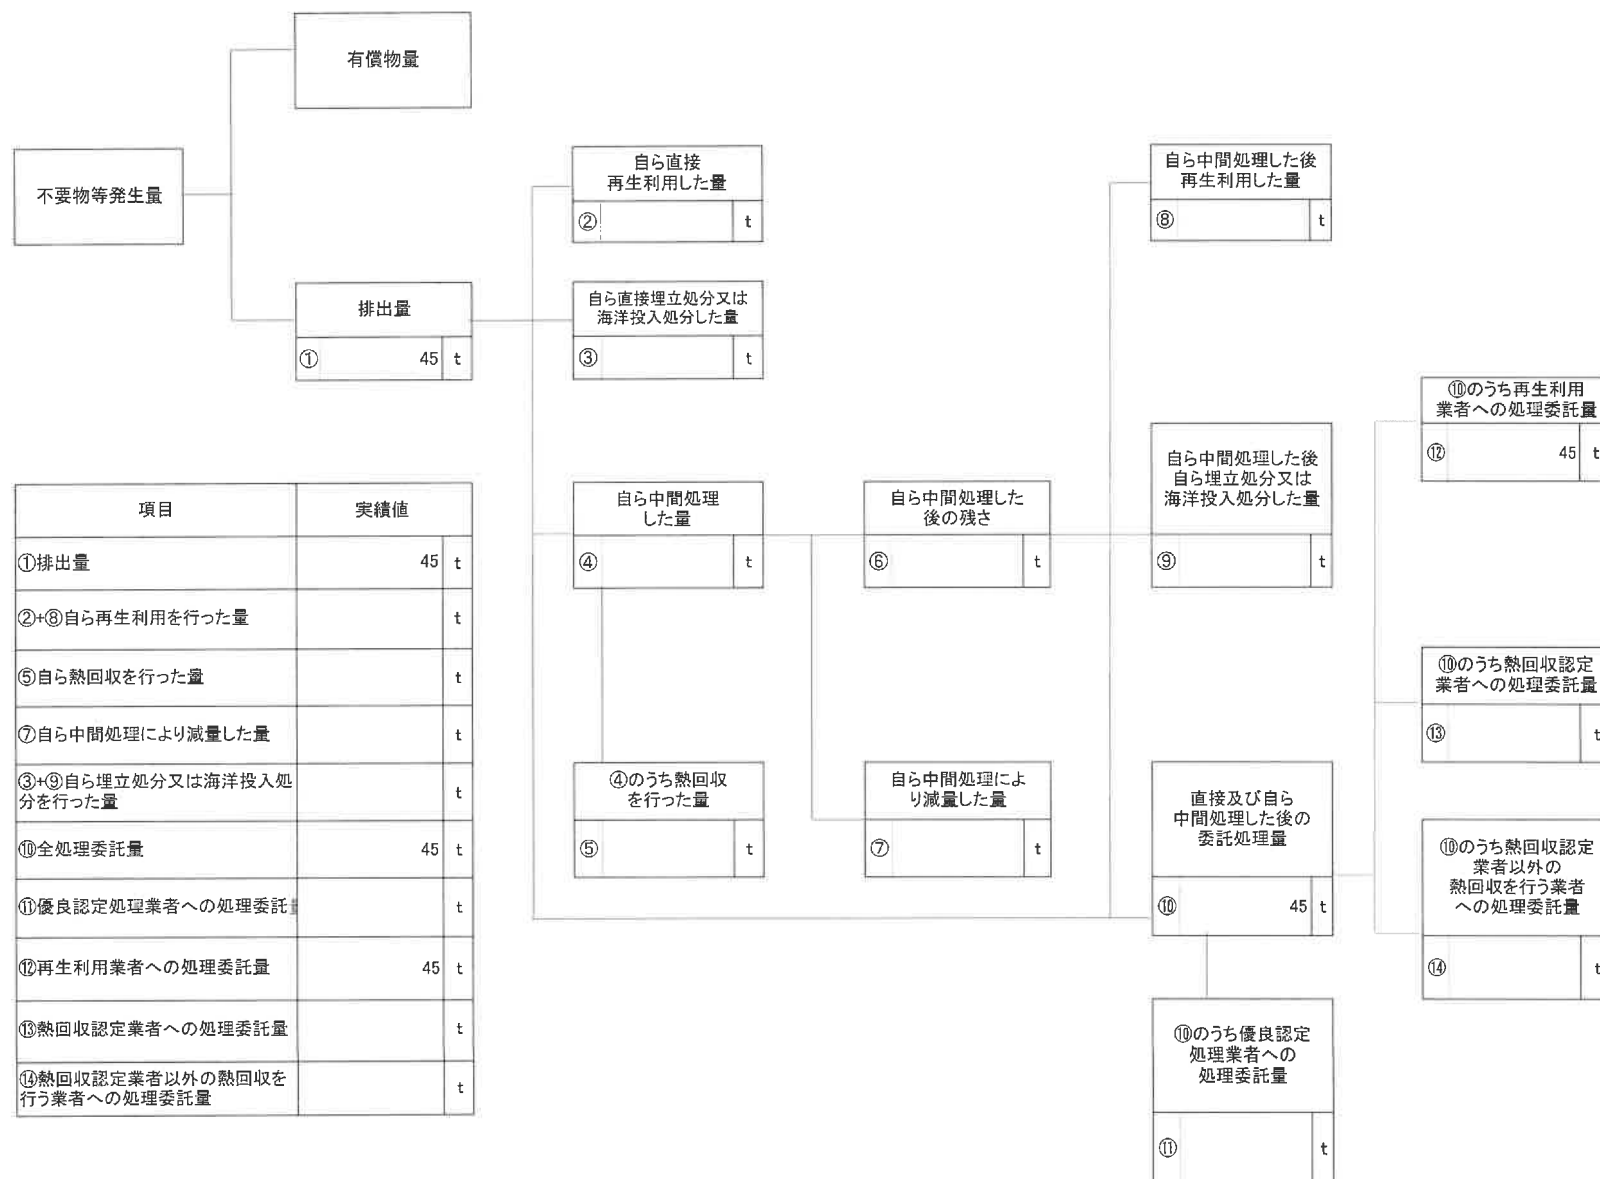 有償物量
不要物等発生量
排出量
① 45 t
自ら直接
再生利用した量
② t
自ら直接埋立処分又は
海洋投入処分した量
③ t
自ら中間処理
した量
④ t
④のうち熱回収
を行った量
⑤ t
自ら中間処理した
後の残さ
⑥ t
自ら中間処理によ
り減量した量
⑦ t
自ら中間処理した後
再生利用した量
⑧ t
自ら中間処理した後
自ら埋立処分又は
海洋投入処分した量
⑨ t
直接及び自ら
中間処理した後の
委託処理量
⑩ 45 t
⑩のうち優良認定
処理業者への
処理委託量
⑪ t
⑩のうち再生利用
業者への処理委託量
⑫ 45 t
⑩のうち熱回収認定
業者への処理委託量
⑬ t
⑩のうち熱回収認定
業者以外の
熱回収を行う業者
への処理委託量
⑭ t
項目 実績値
①排出量 45 t
②+⑧自ら再生利用を行った量 t
⑤自ら熱回収を行った量 t
⑦自ら中間処理により減量した量 t
③+⑨自ら埋立処分又は海洋投入処
分を行った量 t
⑩全処理委託量 45 t
⑪優良認定処理業者への処理委託 t
⑫再生利用業者への処理委託量 45 t
⑬熱回収認定業者への処理委託量 t
⑭熱回収認定業者以外の熱回収を
行う業者への処理委託量 t